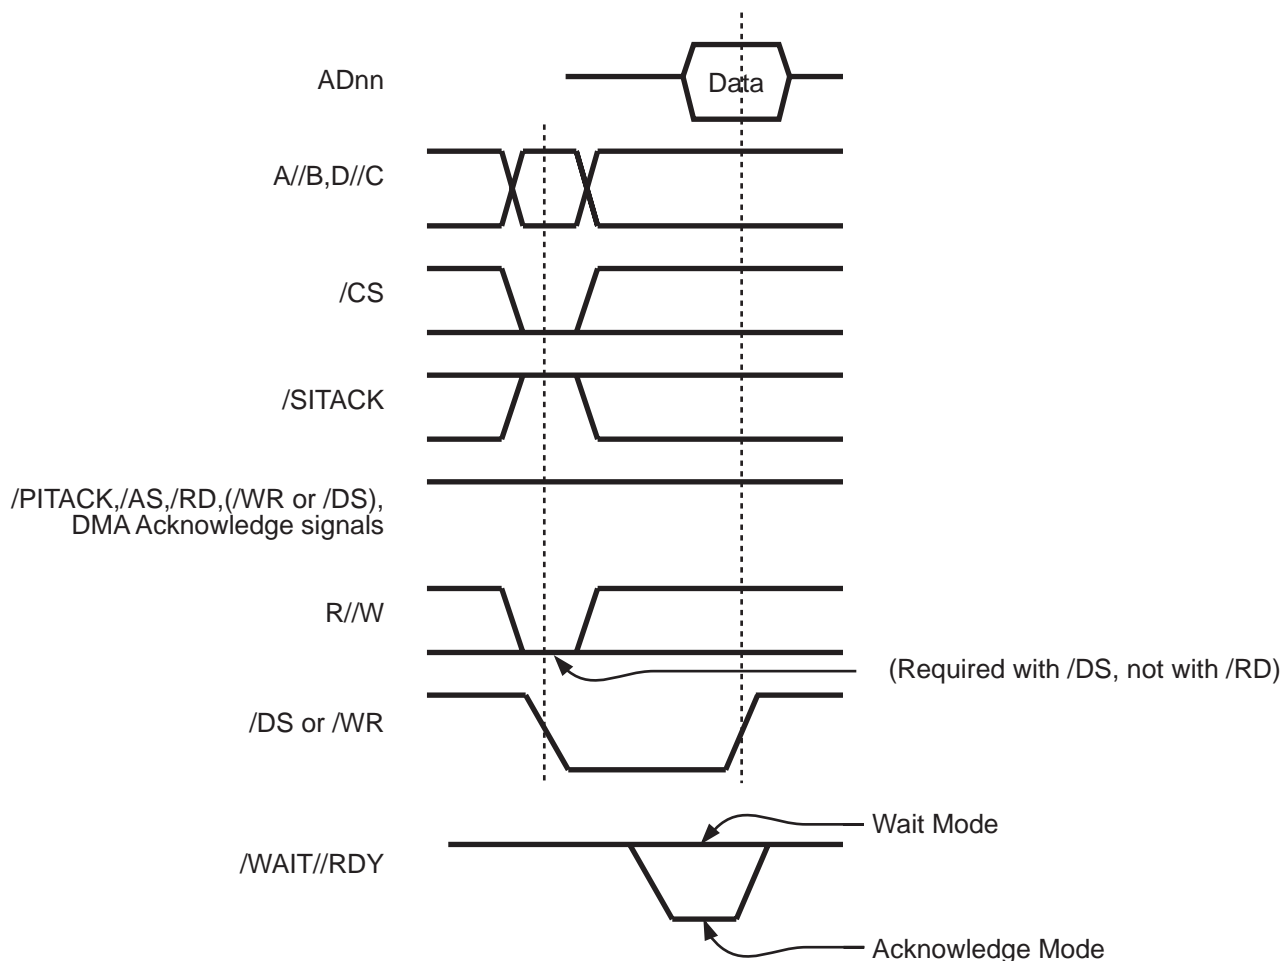 ADnn
Data
A//B,D//C
/CS
/SITACK
/PITACK,/AS,/RD,(/WR or /DS),
DMA Acknowledge signals
R//W
(Required with /DS, not with /RD)
/DS or /WR
Wait Mode
/WAIT//RDY
Acknowledge Mode